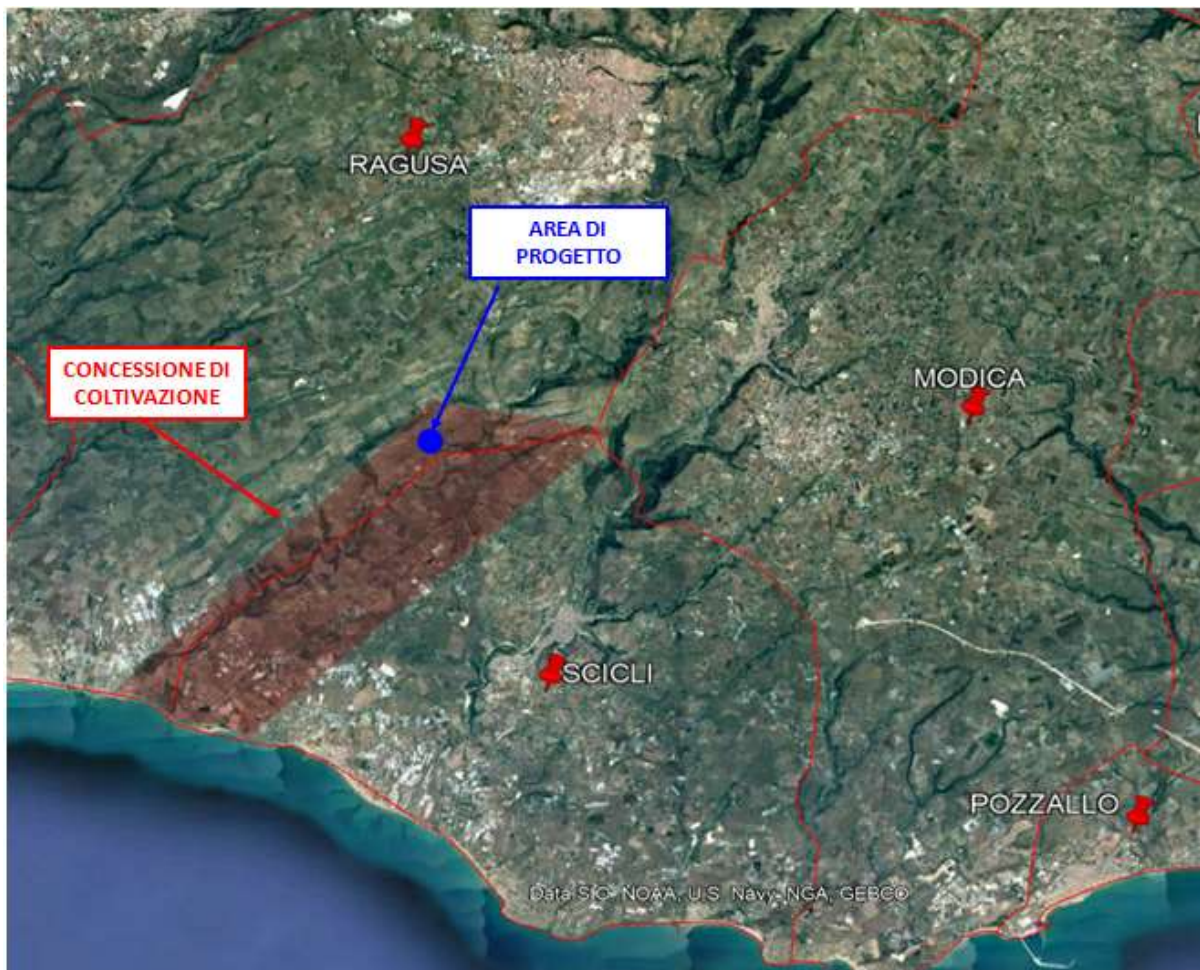 RAGUSA
AREA DI
PROGETTO
CONCESSIONE DI
COLTIVAZIONE
MODICA
SCICLI
POZZALLO
Data SIO, NOAA, U.S. Navy, NGA, GEBCO